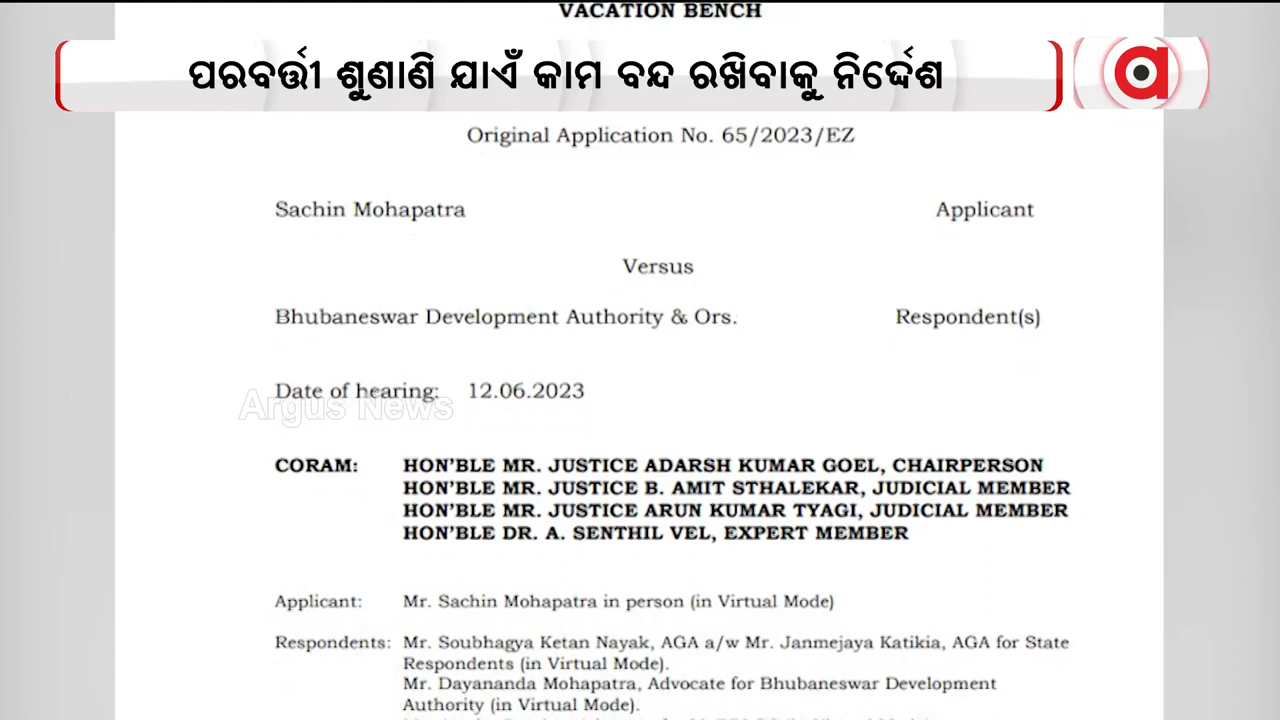 VACATION BENCH
ପରବର୍ତ୍ତୀ ଶୁଣାଣି ଯାଏଁ କାମ ବନ୍ଦ ରଖିବାକୁ ନିର୍ଦ୍ଦେଶ
a
Original Application No. 65/2023/EZ
Sachin Mohapatra Applicant
Versus
Bhubaneswar Development Authority & Ors. Respondent(s)
Date of hearing: 12.06.2023
Argus News
CORAM: HON'BLE MR. JUSTICE ADARSH KUMAR GOEL, CHAIRPERSON
HON'BLE MR. JUSTICE B. AMIT STHALEKAR, JUDICIAL MEMBER
HON'BLE MR. JUSTICE ARUN KUMAR TYAGI, JUDICIAL MEMBER
HON'BLE DR. A. SENTHIL VEL, EXPERT MEMBER
Applicant: Mr. Sachin Mohapatra in person (in Virtual Mode)
Respondents: Mr. Soubhagya Ketan Nayak, AGA a/w Mr. Janmejaya Katikia, AGA for State
Respondents (in Virtual Mode).
Mr. Dayananda Mohapatra, Advocate for Bhubaneswar Development
Authority (in Virtual Mode).